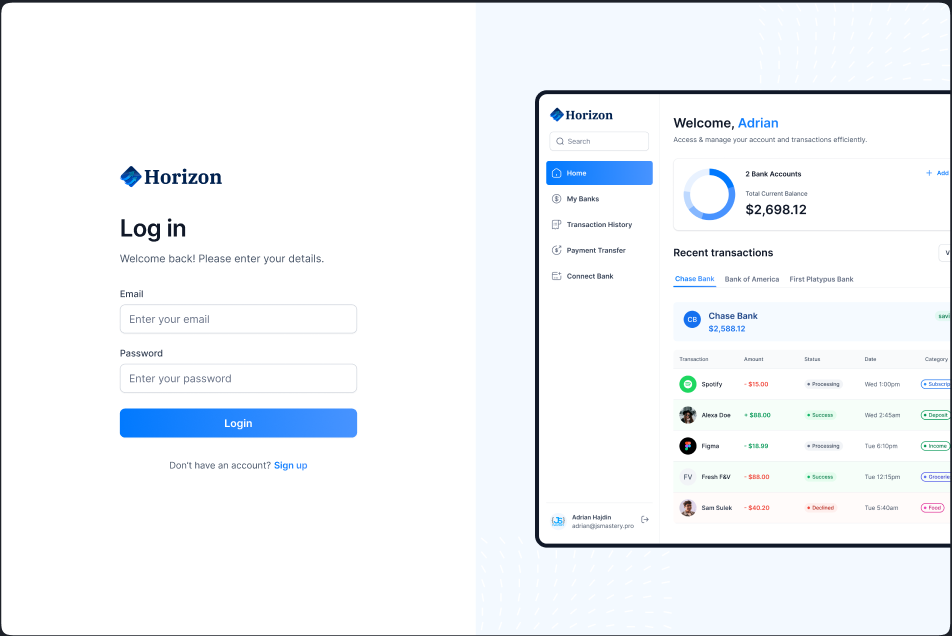 Horizon
Log in
Welcome back! Please enter your details.
Email
Enter your email
Password
Enter your password
Login
Don't have an account? Sign up
Horizon
Search
Home
My Banks
Transaction History
Payment Transfer
Connect Bank
Adrian Hajdin
adrian@jsmastery.pro
Welcome, Adrian
Access & manage your account and transactions efficiently.
2 Bank Accounts
Add
Total Current Balance
$2,698.12
Recent transactions
V
Chase Bank Bank of America First Platypus Bank
CB
Chase Bank
savi
$2,588.12
Transaction Amount Status Date Category
Spotify - $15.00 Processing Wed 1:00pm Subscrip
Alexa Doe + $88.00 Success Wed 2:45am Deposit
Figma - $18.99 Processing Tue 6:10pm Income
FV Fresh F&V - $88.00 Success Tue 12:15pm Groceries
Sam Sulek - $40.20 Declined Tue 5:40am Food